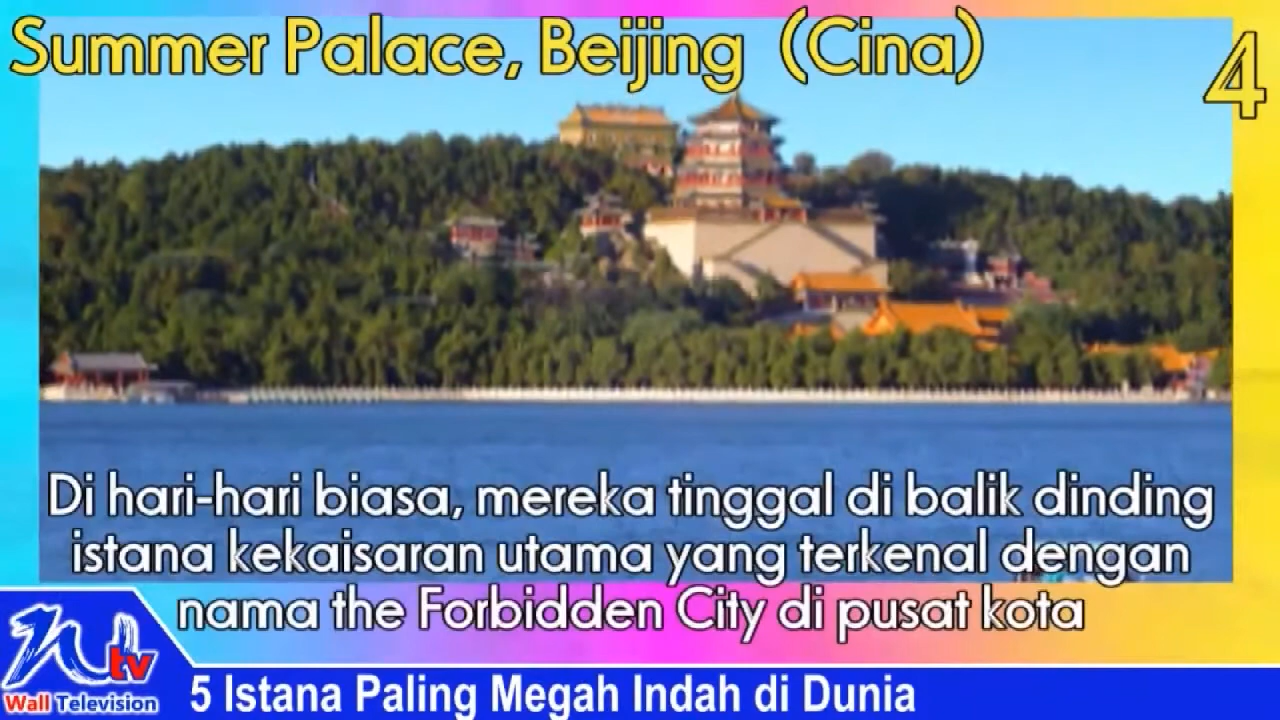 Summer Palace, Beijing (Cina)
4
Di hari-hari biasa, mereka tinggal di balik dinding
istana kekaisaran utama yang terkenal dengan
nama the Forbidden City di pusat kota
tv
Wall Television
5 Istana Paling Megah Indah di Dunia